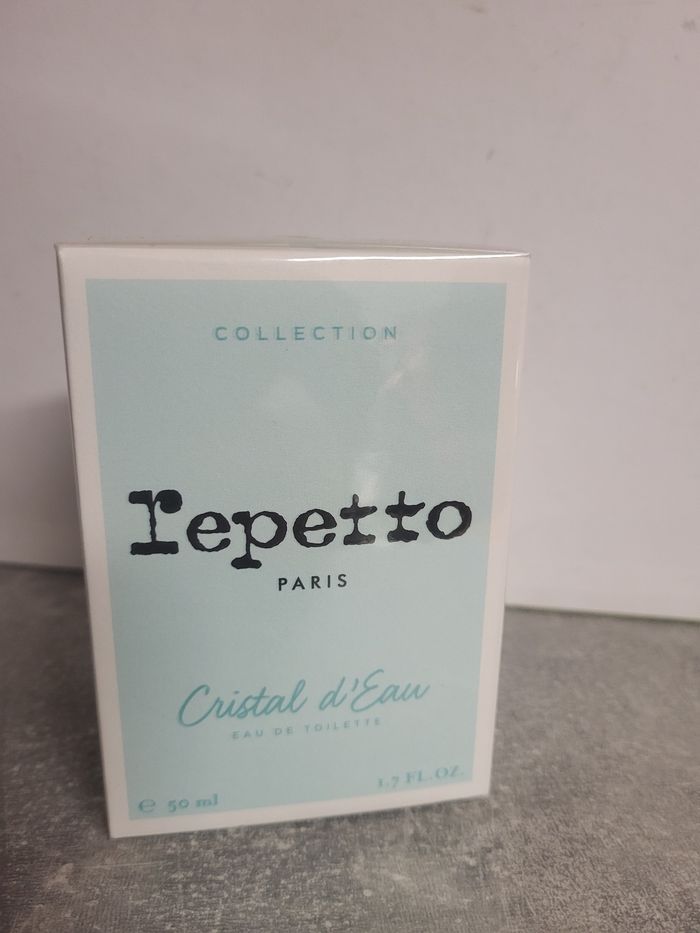 COLLECTION
repetto
PARIS
Cristal d'Eau
EAU DE TOILETTE
1.7 FL.OZ.
℮ 50 ml